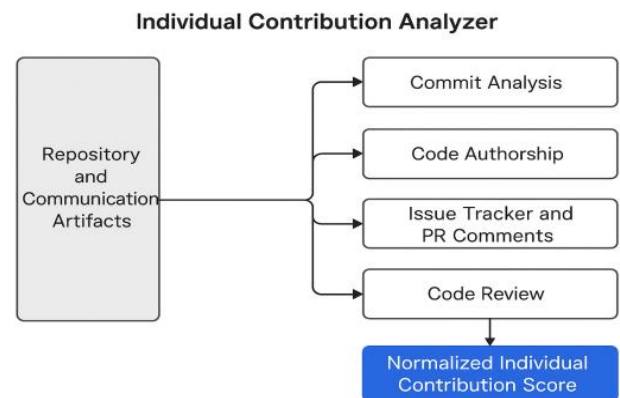 Individual Contribution Analyzer
Repository
and
Communication
Artifacts
Commit Analysis
Code Authorship
Issue Tracker and
PR Comments
Code Review
Normalized Individual
Contribution Score